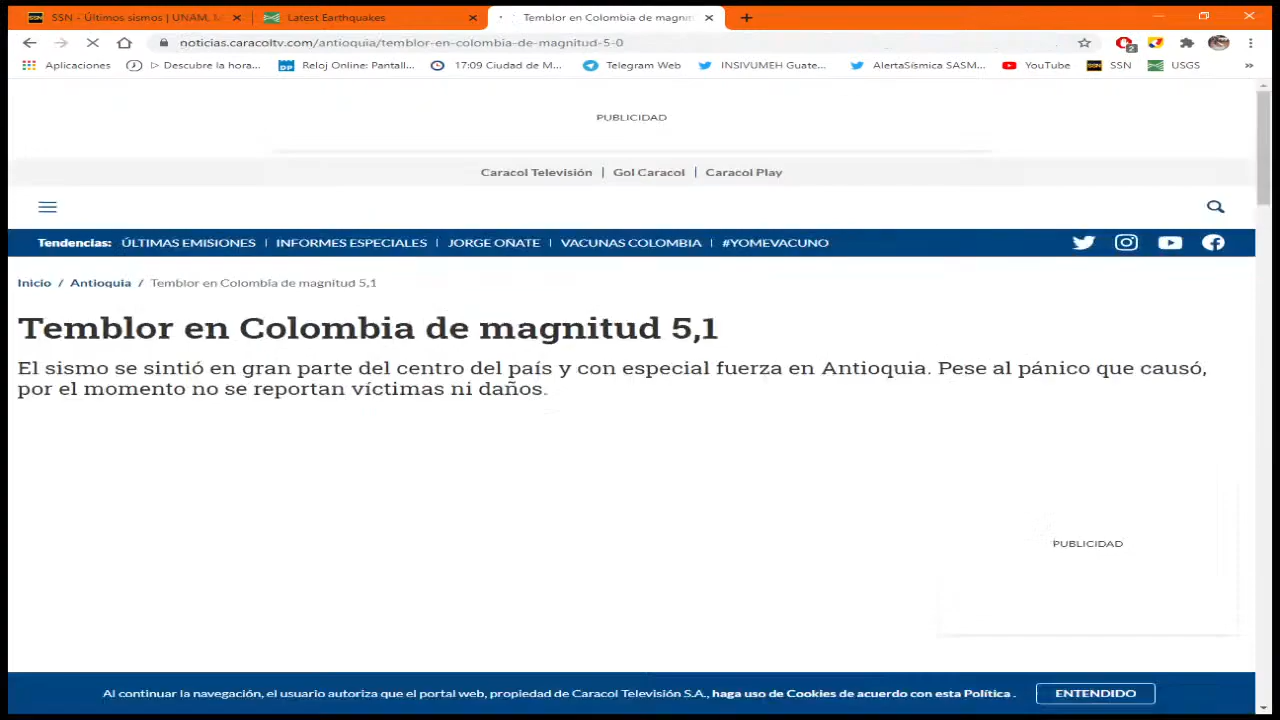 SSN - Últimos sismos | UNAM, Latest Earthquakes Temblor en Colombia de magnit
noticias.caracoltv.com/antioquia/temblor-en-colombia-de-magnitud-5-0
Aplicaciones Descubre la hora... Reloj Online: Pantall... 17:09 Ciudad de M... Telegram Web INSIVUMEH Guate... AlertaSísmica SASM... YouTube SSN USGS »
PUBLICIDAD
Caracol Televisión | Gol Caracol | Caracol Play
Tendencias: ÚLTIMAS EMISIONES | INFORMES ESPECIALES | JORGE OÑATE | VACUNAS COLOMBIA | #YOMEVACUNO
Inicio / Antioquia / Temblor en Colombia de magnitud 5,1
Temblor en Colombia de magnitud 5,1
El sismo se sintió en gran parte del centro del país y con especial fuerza en Antioquia. Pese al pánico que causó,
por el momento no se reportan víctimas ni daños.
PUBLICIDAD
Al continuar la navegación, el usuario autoriza que el portal web, propiedad de Caracol Televisión S.A., haga uso de Cookies de acuerdo con esta Política . ENTENDIDO